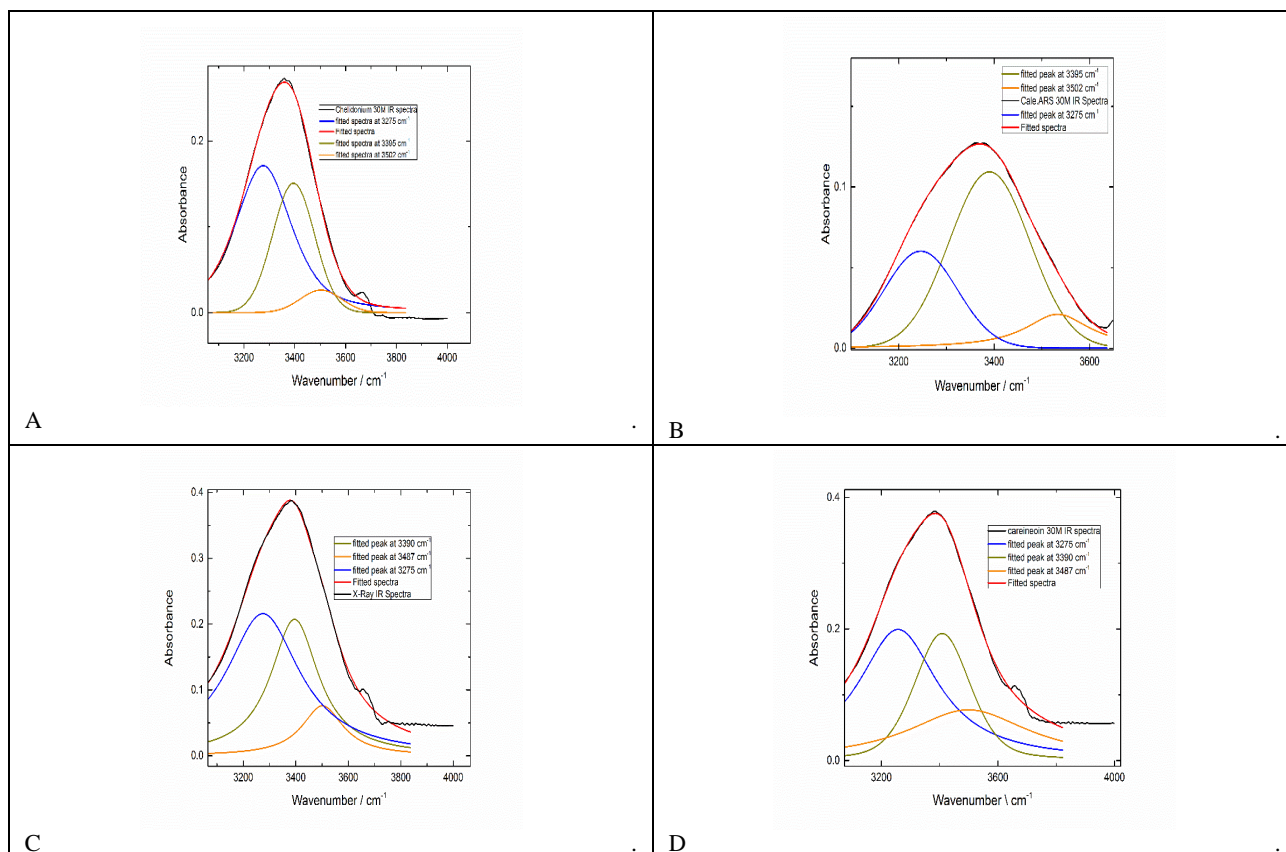 Chelidonium 30M IR spectra
fitted spectra at 3275 cm⁻¹
Fitted spectra
fitted spectra at 3395 cm⁻¹
fitted spectra at 3502 cm⁻¹
0.2
0.0
Absorbance
3200 3400 3600 3800 4000
Wavenumber / cm⁻¹
A .
fitted peak at 3395 cm⁻¹
fitted peak at 3502 cm⁻¹
Cale.ARS 30M IR Spectra
fitted peak at 3275 cm⁻¹
Fitted spectra
0.1
0.0
Absorbance
3200 3400 3600
Wavenumber / cm⁻¹
B .
0.4
0.3
0.2
0.1
0.0
Absorbance
fitted peak at 3390 cm⁻¹
fitted peak at 3487 cm⁻¹
fitted peak at 3275 cm⁻¹
Fitted spectra
X-Ray IR Spectra
3200 3400 3600 3800 4000
Wavenumber / cm⁻¹
C .
0.4
0.2
0.0
Absorbance
careineoin 30M IR spectra
fitted peak at 3275 cm⁻¹
fitted peak at 3390 cm⁻¹
fitted peak at 3487 cm⁻¹
Fitted spectra
3200 3600 4000
Wavenumber \ cm⁻¹
D .